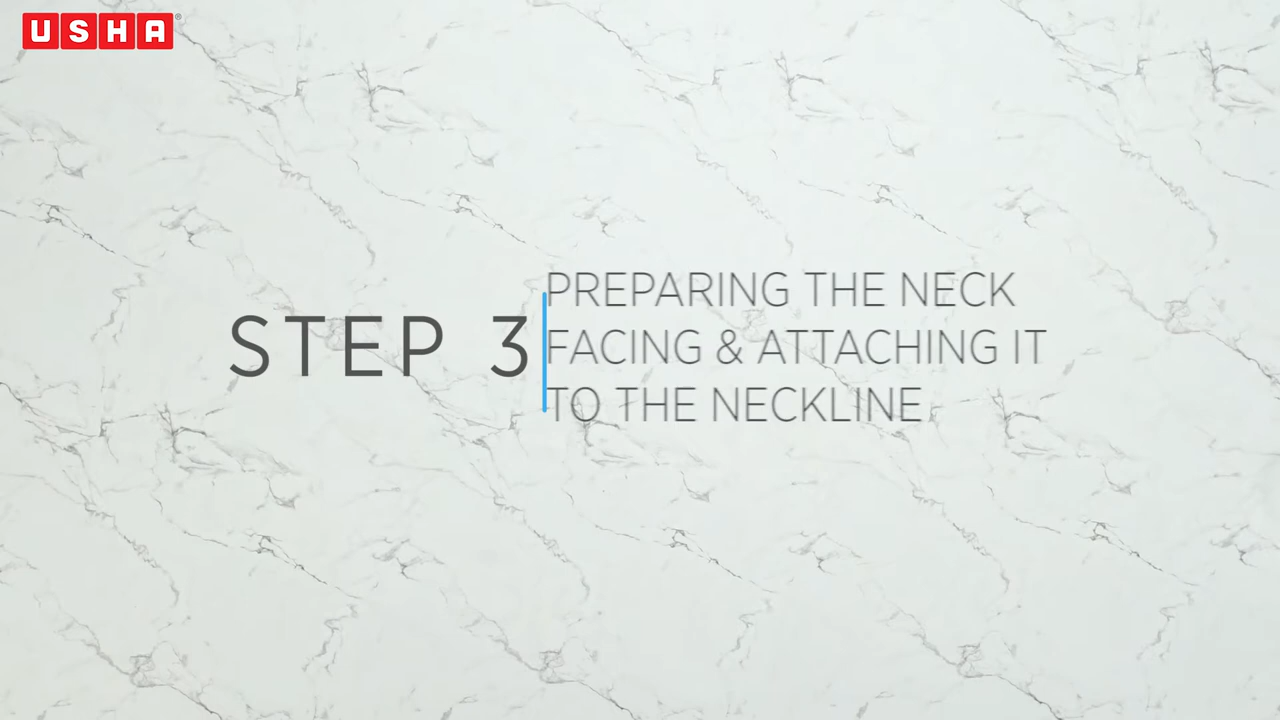 USHA®
STEP 3
PREPARING THE NECK
FACING & ATTACHING IT
TO THE NECKLINE